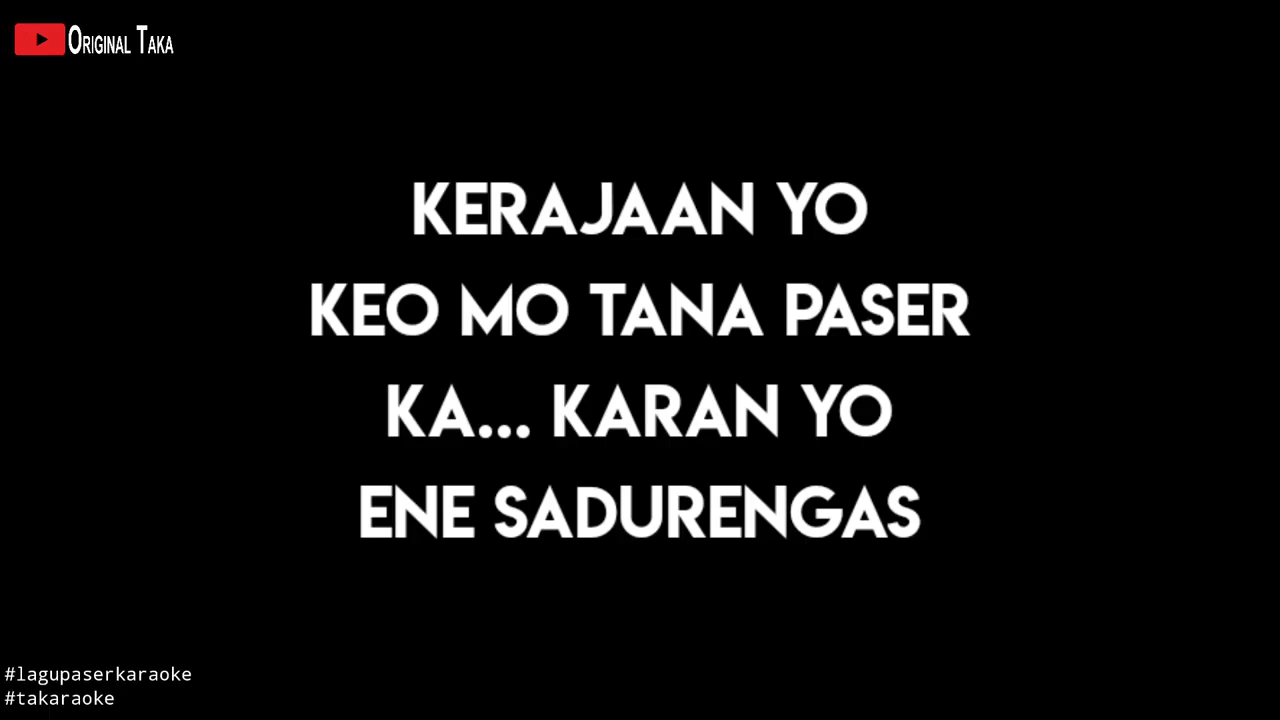 Original Taka
KERAJAAN YO
KEO MO TANA PASER
KA... KARAN YO
ENE SADURENGAS
#lagupaserkaraoke
#takaraoke